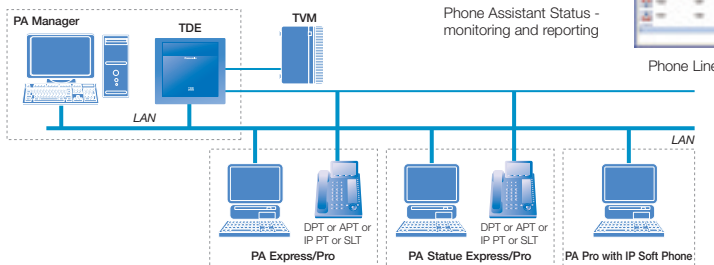 PA Manager
TDE
TVM
Phone Assistant Status -
monitoring and reporting
Phone Line
LAN
LAN
DPT or APT or
IP PT or SLT
PA Express/Pro
DPT or APT or
IP PT or SLT
PA Statue Express/Pro
PA Pro with IP Soft Phone